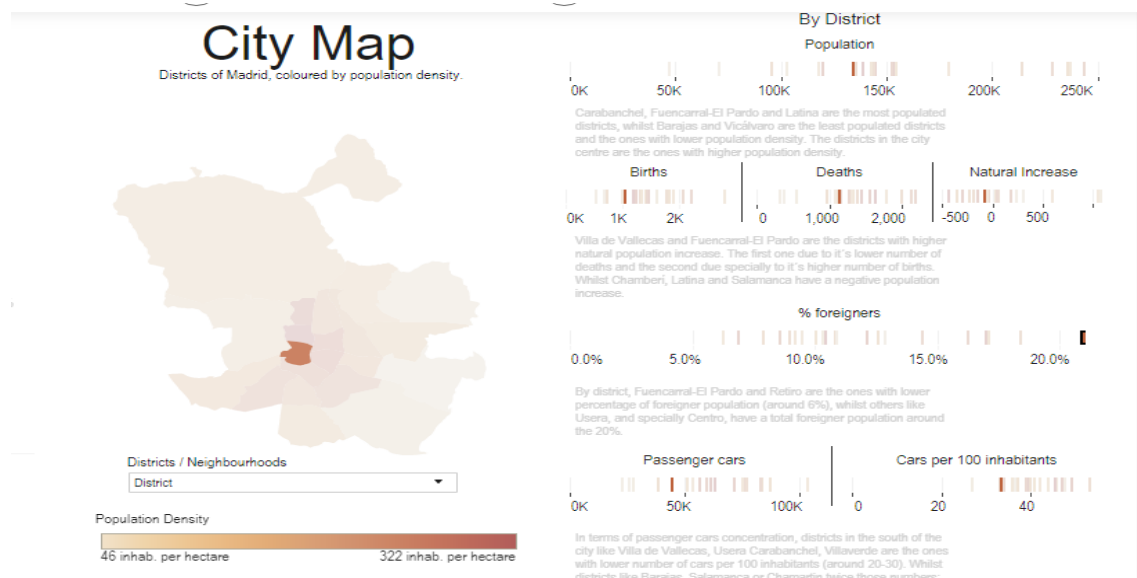 City Map
Districts of Madrid, coloured by population density.
Districts / Neighbourhoods
District
Population Density
46 inhab. per hectare
322 inhab. per hectare
By District
Population
0K 50K 100K 150K 200K 250K
Carabanchel, Fuencarral-El Pardo and Latina are the most populated
districts, whilst Barajas and Vicálvaro are the least populated districts
and the ones with lower population density. The districts in the city
centre are the ones with higher population density.
Births
0K 1K 2K
Deaths
0 1,000 2,000
Natural Increase
-500 0 500
Villa de Vallecas and Fuencarral-El Pardo are the districts with higher
natural population increase. The first one due to it´s lower number of
deaths and the second due specially to it´s higher number of births.
Whilst Chamberí, Latina and Salamanca have a negative population
increase.
% foreigners
0.0% 5.0% 10.0% 15.0% 20.0%
By district, Fuencarral-El Pardo and Retiro are the ones with lower
percentage of foreigner population (around 6%), whilst others like
Usera, and specially Centro, have a total foreigner population around
the 20%.
Passenger cars
0K 50K 100K
Cars per 100 inhabitants
0 20 40
In terms of passenger cars concentration, districts in the south of the
city like Villa de Vallecas, Usera Carabanchel, Villaverde are the ones
with lower number of cars per 100 inhabitants (around 20-30). Whilst
districts like Barajas, Salamanca or Chamartín twice those numbers: